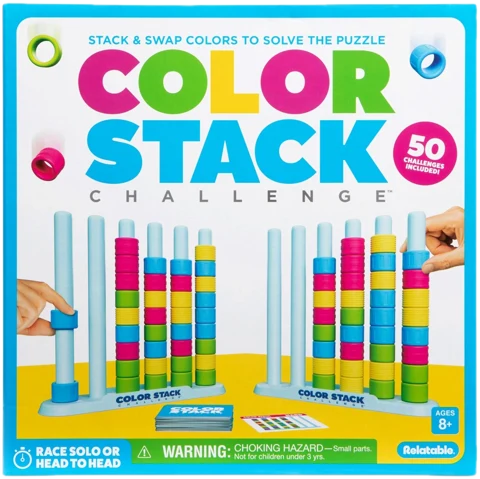 STACK & SWAP COLORS TO SOLVE THE PUZZLE
COLOR
STACK
CHALLENGE™
50
CHALLENGES
INCLUDED!
COLOR STACK
CHALLENGE
COLOR STACK
CHALLENGE
COLOR
STACK
AGES
8+
RACE SOLO OR
HEAD TO HEAD
WARNING: CHOKING HAZARD—Small parts.
Not for children under 3 yrs.
Relatable.